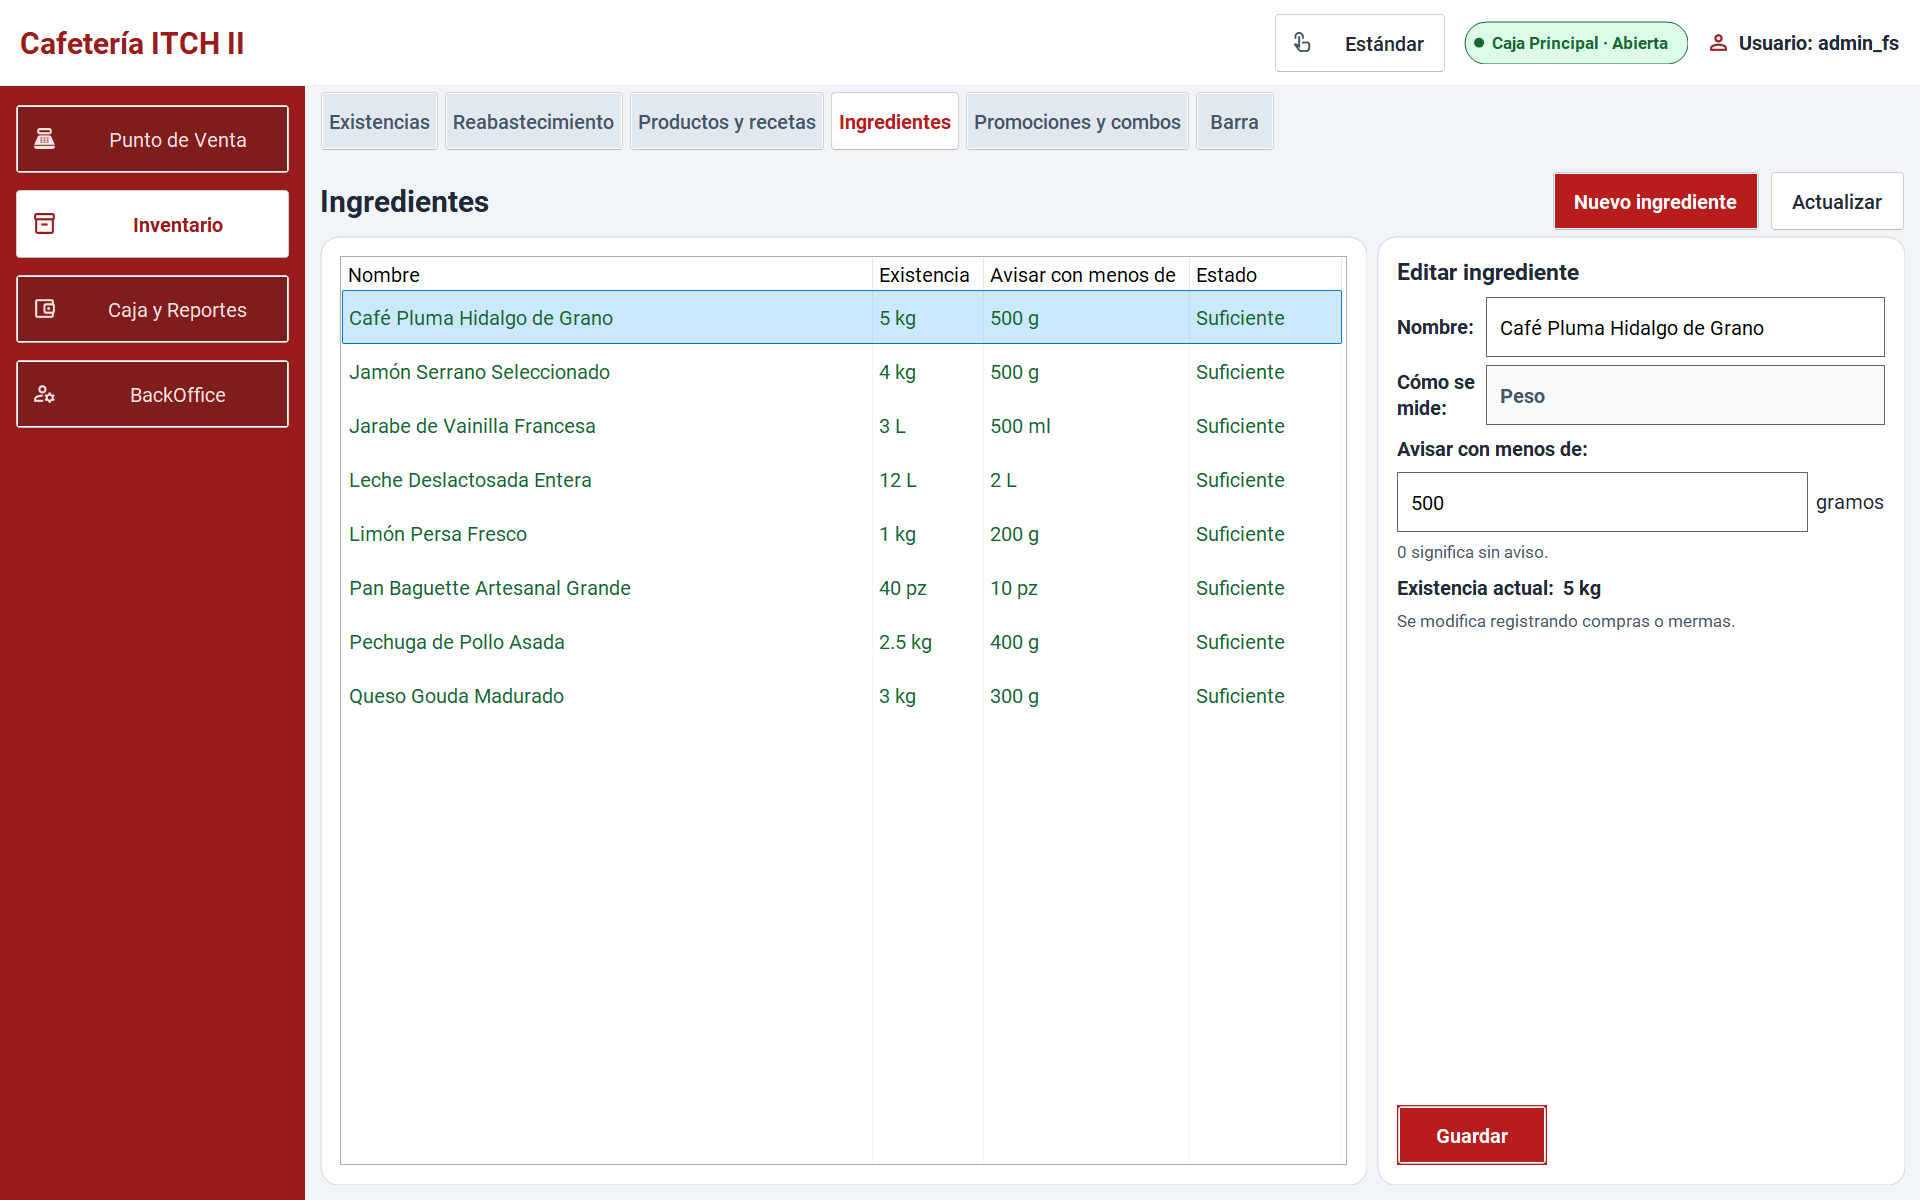 Cafetería ITCH II
Estándar
Caja Principal · Abierta
Usuario: admin_fs
Punto de Venta
Inventario
Caja y Reportes
BackOffice
Existencias
Reabastecimiento
Productos y recetas
Ingredientes
Promociones y combos
Barra
Ingredientes
Nuevo ingrediente
Actualizar
Nombre Existencia Avisar con menos de Estado
Café Pluma Hidalgo de Grano 5 kg 500 g Suficiente
Jamón Serrano Seleccionado 4 kg 500 g Suficiente
Jarabe de Vainilla Francesa 3 L 500 ml Suficiente
Leche Deslactosada Entera 12 L 2 L Suficiente
Limón Persa Fresco 1 kg 200 g Suficiente
Pan Baguette Artesanal Grande 40 pz 10 pz Suficiente
Pechuga de Pollo Asada 2.5 kg 400 g Suficiente
Queso Gouda Madurado 3 kg 300 g Suficiente
Editar ingrediente
Nombre: Café Pluma Hidalgo de Grano
Cómo se
mide:
Peso
Avisar con menos de:
500 gramos
0 significa sin aviso.
Existencia actual: 5 kg
Se modifica registrando compras o mermas.
Guardar